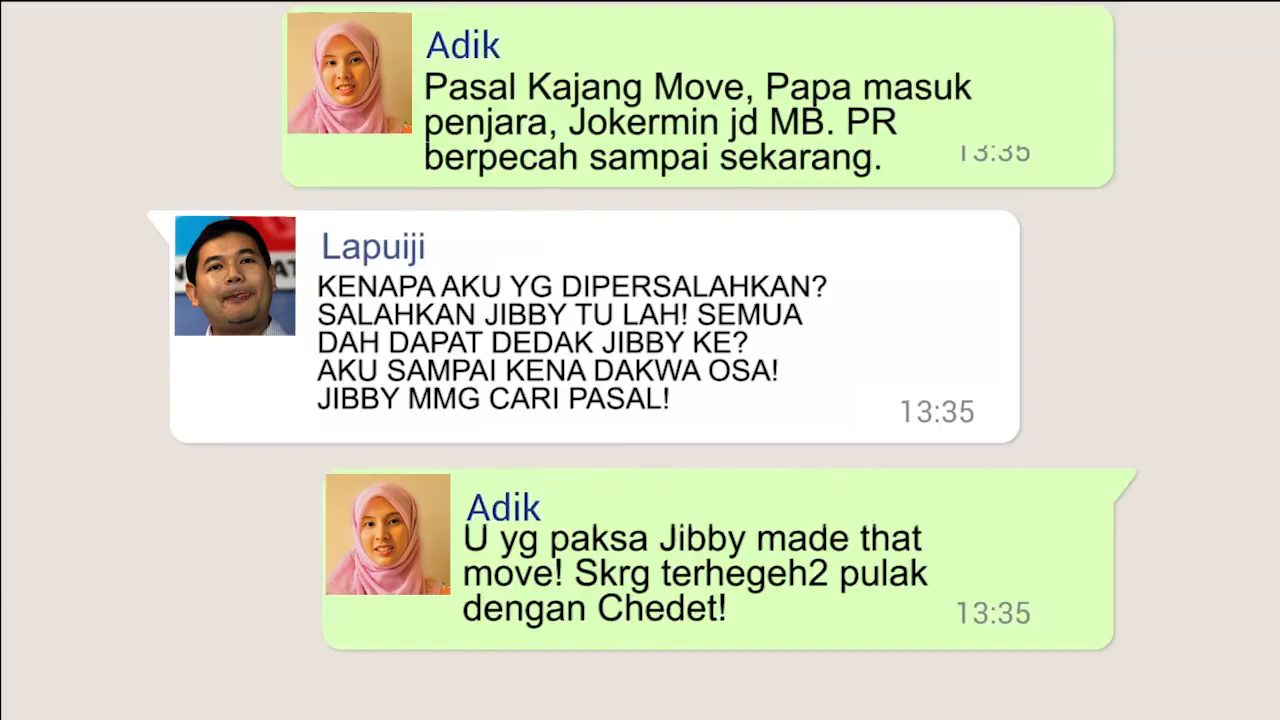 Adik
Pasal Kajang Move, Papa masuk
penjara, Jokermin jd MB. PR
berpecah sampai sekarang.
13:35
Lapuiji
KENAPA AKU YG DIPERSALAHKAN?
SALAHKAN JIBBY TU LAH! SEMUA
DAH DAPAT DEDAK JIBBY KE?
AKU SAMPAI KENA DAKWA OSA!
JIBBY MMG CARI PASAL!
13:35
Adik
U yg paksa Jibby made that
move! Skrg terhegeh2 pulak
dengan Chedet!
13:35